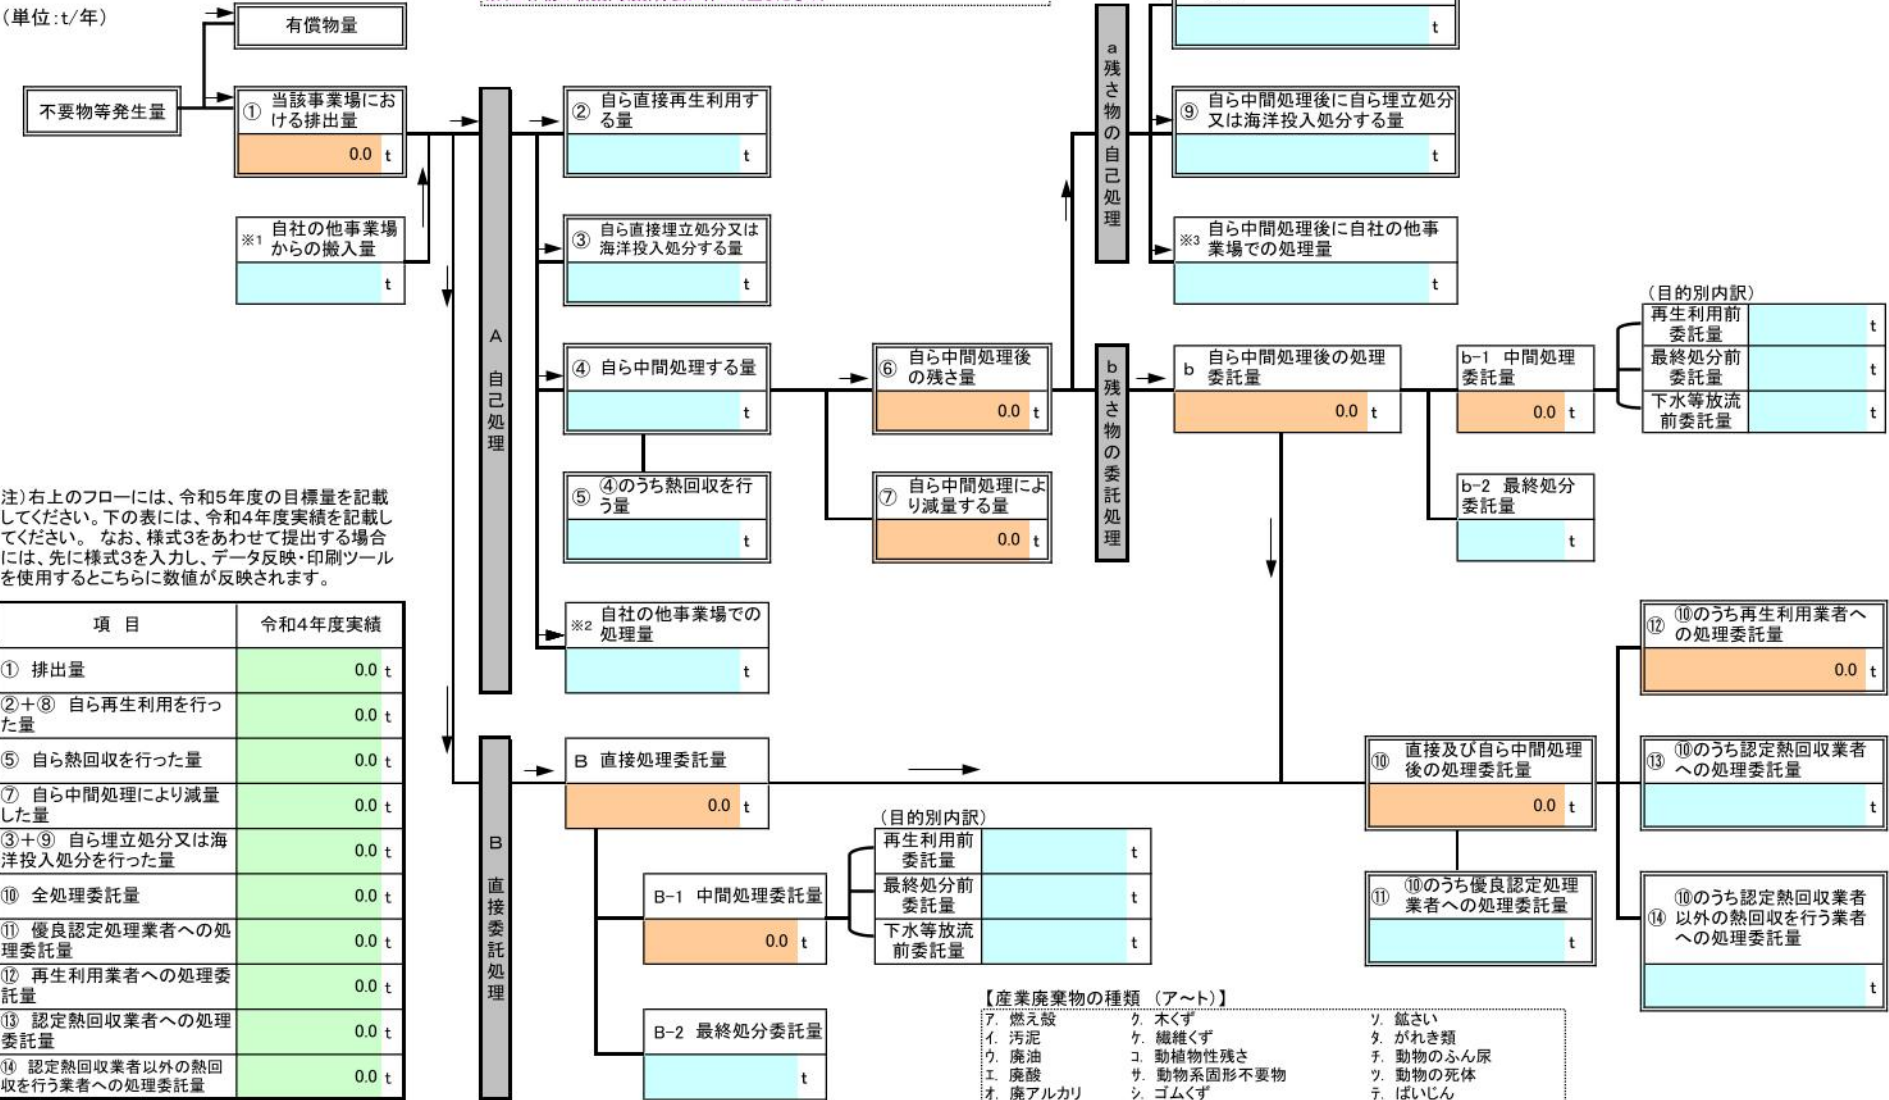 (単位:t/年)
有償物量
t
不要物等発生量
① 当該事業場にお
ける排出量
0.0 t
② 自ら直接再生利用す
る量
t
a 残さ物の自己処理
⑨ 自ら中間処理後に自ら埋立処分
又は海洋投入処分する量
t
※1 自社の他事業場
からの搬入量
t
③ 自ら直接埋立処分又は
海洋投入処分する量
t
※3 自ら中間処理後に自社の他事
業場での処理量
t
A 自己処理
④ 自ら中間処理する量
t
⑥ 自ら中間処理後
の残さ量
0.0 t
b 残さ物の委託処理
b 自ら中間処理後の処理
委託量
0.0 t
b-1 中間処理
委託量
0.0 t
(目的別内訳)
再生利用前
委託量
t
最終処分前
委託量
t
下水等放流
前委託量
t
⑤ ④のうち熱回収を行
う量
t
⑦ 自ら中間処理によ
り減量する量
0.0 t
b-2 最終処分
委託量
t
注)右上のフローには、令和5年度の目標量を記載
してください。下の表には、令和4年度実績を記載し
てください。 なお、様式3をあわせて提出する場合
には、先に様式3を入力し、データ反映・印刷ツール
を使用するとこちらに数値が反映されます。
※2 自社の他事業場での
処理量
t
項 目 令和4年度実績
① 排出量 0.0 t
②+⑧ 自ら再生利用を行っ
た量 0.0 t
⑤ 自ら熱回収を行った量 0.0 t
⑦ 自ら中間処理により減量
した量 0.0 t
③+⑨ 自ら埋立処分又は海
洋投入処分を行った量 0.0 t
⑩ 全処理委託量 0.0 t
⑪ 優良認定処理業者への処
理委託量 0.0 t
⑫ 再生利用業者への処理委
託量 0.0 t
⑬ 認定熱回収業者への処理
委託量 0.0 t
⑭ 認定熱回収業者以外の熱回
収を行う業者への処理委託量 0.0 t
B 直接委託処理
B 直接処理委託量
0.0 t
(目的別内訳)
再生利用前
委託量
t
最終処分前
委託量
t
下水等放流
前委託量
t
B-1 中間処理委託量
0.0 t
B-2 最終処分委託量
t
⑩ 直接及び自ら中間処理
後の処理委託量
0.0 t
⑪ ⑩のうち優良認定処理
業者への処理委託量
t
⑫ ⑩のうち再生利用業者へ
の処理委託量
0.0 t
⑬ ⑩のうち認定熱回収業者
への処理委託量
t
⑭ ⑩のうち認定熱回収業者
以外の熱回収を行う業者
への処理委託量
t
【産業廃棄物の種類 (ア～ト)】
ア. 燃え殻 ク. 木くず ソ. 鉱さい
イ. 汚泥 ケ. 繊維くず タ. がれき類
ウ. 廃油 コ. 動植物性残さ チ. 動物のふん尿
エ. 廃酸 サ. 動物系固形不要物 ツ. 動物の死体
オ. 廃アルカリ シ. ゴムくず テ. ばいじん